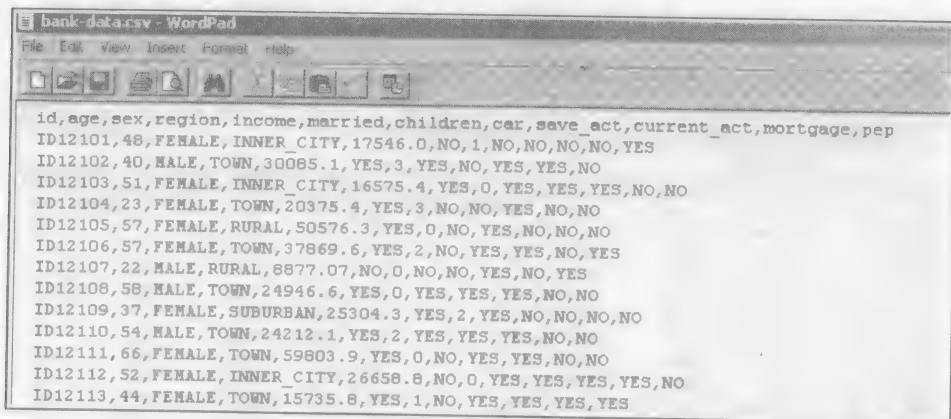 bank-data.csv - WordPad
File Edit View Insert Format Help
id,age,sex,region,income,married,children,car,save_act,current_act,mortgage,pep
ID12101,48,FEMALE,INNER_CITY,17546.0,NO,1,NO,NO,NO,NO,YES
ID12102,40,MALE,TOWN,30085.1,YES,3,YES,NO,YES,YES,NO
ID12103,51,FEMALE,INNER_CITY,16575.4,YES,0,YES,YES,YES,NO,NO
ID12104,23,FEMALE,TOWN,20375.4,YES,3,NO,NO,YES,NO,NO
ID12105,57,FEMALE,RURAL,50576.3,YES,0,NO,YES,NO,NO,NO
ID12106,57,FEMALE,TOWN,37869.6,YES,2,NO,YES,YES,NO,YES
ID12107,22,MALE,RURAL,8877.07,NO,0,NO,NO,YES,NO,YES
ID12108,58,MALE,TOWN,24946.6,YES,0,YES,YES,YES,NO,NO
ID12109,37,FEMALE,SUBURBAN,25304.3,YES,2,YES,NO,NO,NO,NO
ID12110,54,MALE,TOWN,24212.1,YES,2,YES,YES,YES,NO,NO
ID12111,66,FEMALE,TOWN,59803.9,YES,0,NO,YES,YES,NO,NO
ID12112,52,FEMALE,INNER_CITY,26658.8,NO,0,YES,YES,YES,YES,NO
ID12113,44,FEMALE,TOWN,15735.8,YES,1,NO,YES,YES,YES,YES